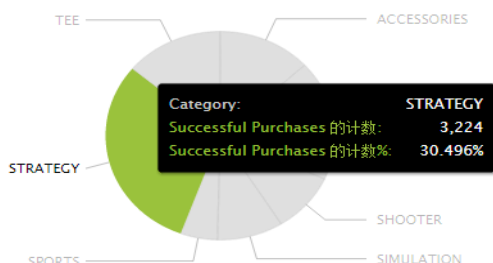 TEE
ACCESSORIES
Category: STRATEGY
Successful Purchases 的计数: 3,224
Successful Purchases 的计数%: 30.496%
STRATEGY
SHOOTER
SPORTS
SIMULATION